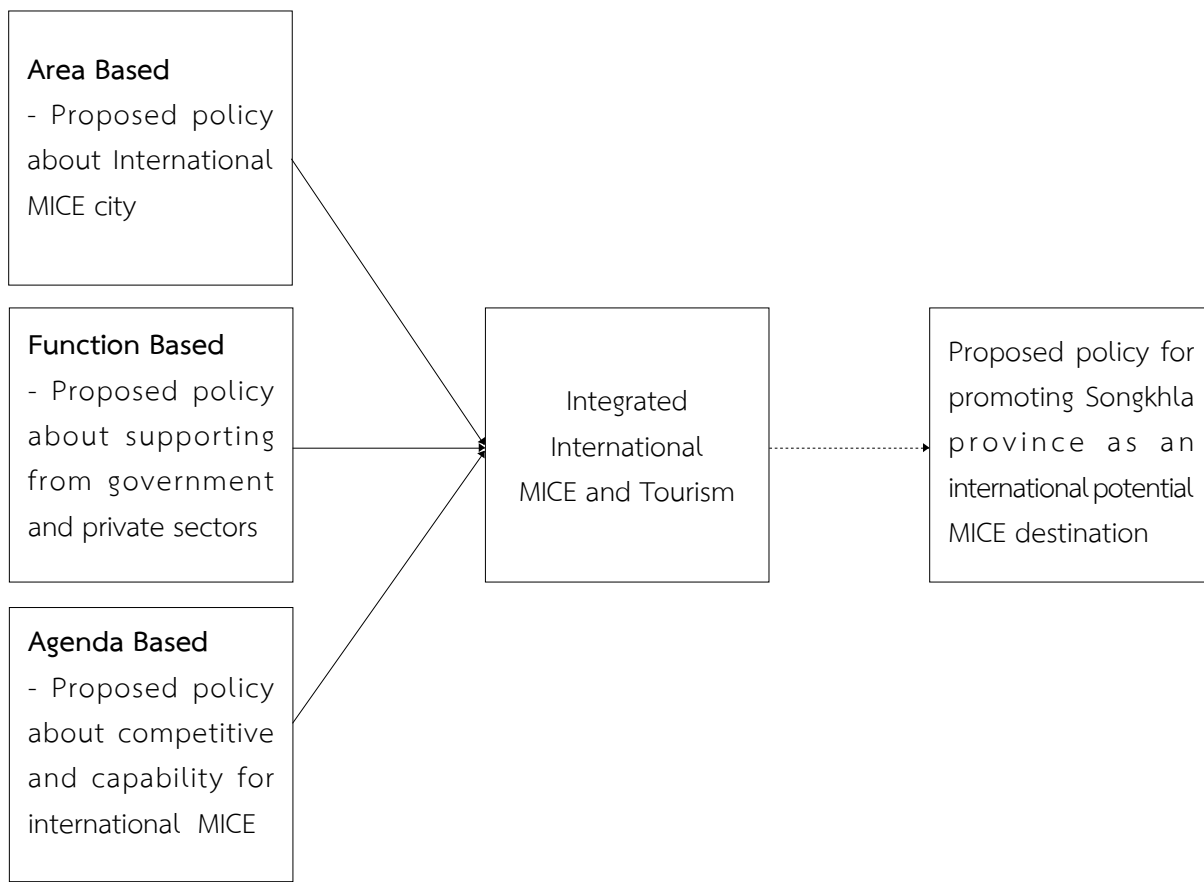 Area Based
- Proposed policy
about International
MICE city
Function Based
- Proposed policy
about supporting
from government
and private sectors
Agenda Based
- Proposed policy
about competitive
and capability for
international MICE
Integrated
International
MICE and Tourism
Proposed policy for
promoting Songkhla
province as an
international potential
MICE destination